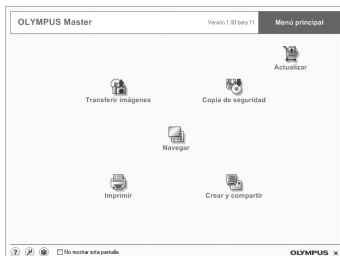 OLYMPUS Master
Versión 1.00 beta 11
Menú principal
Actualizar
Transferir imágenes
Copia de seguridad
Navegar
Imprimir
Crear y compartir
No mostrar esta pantalla
OLYMPUS